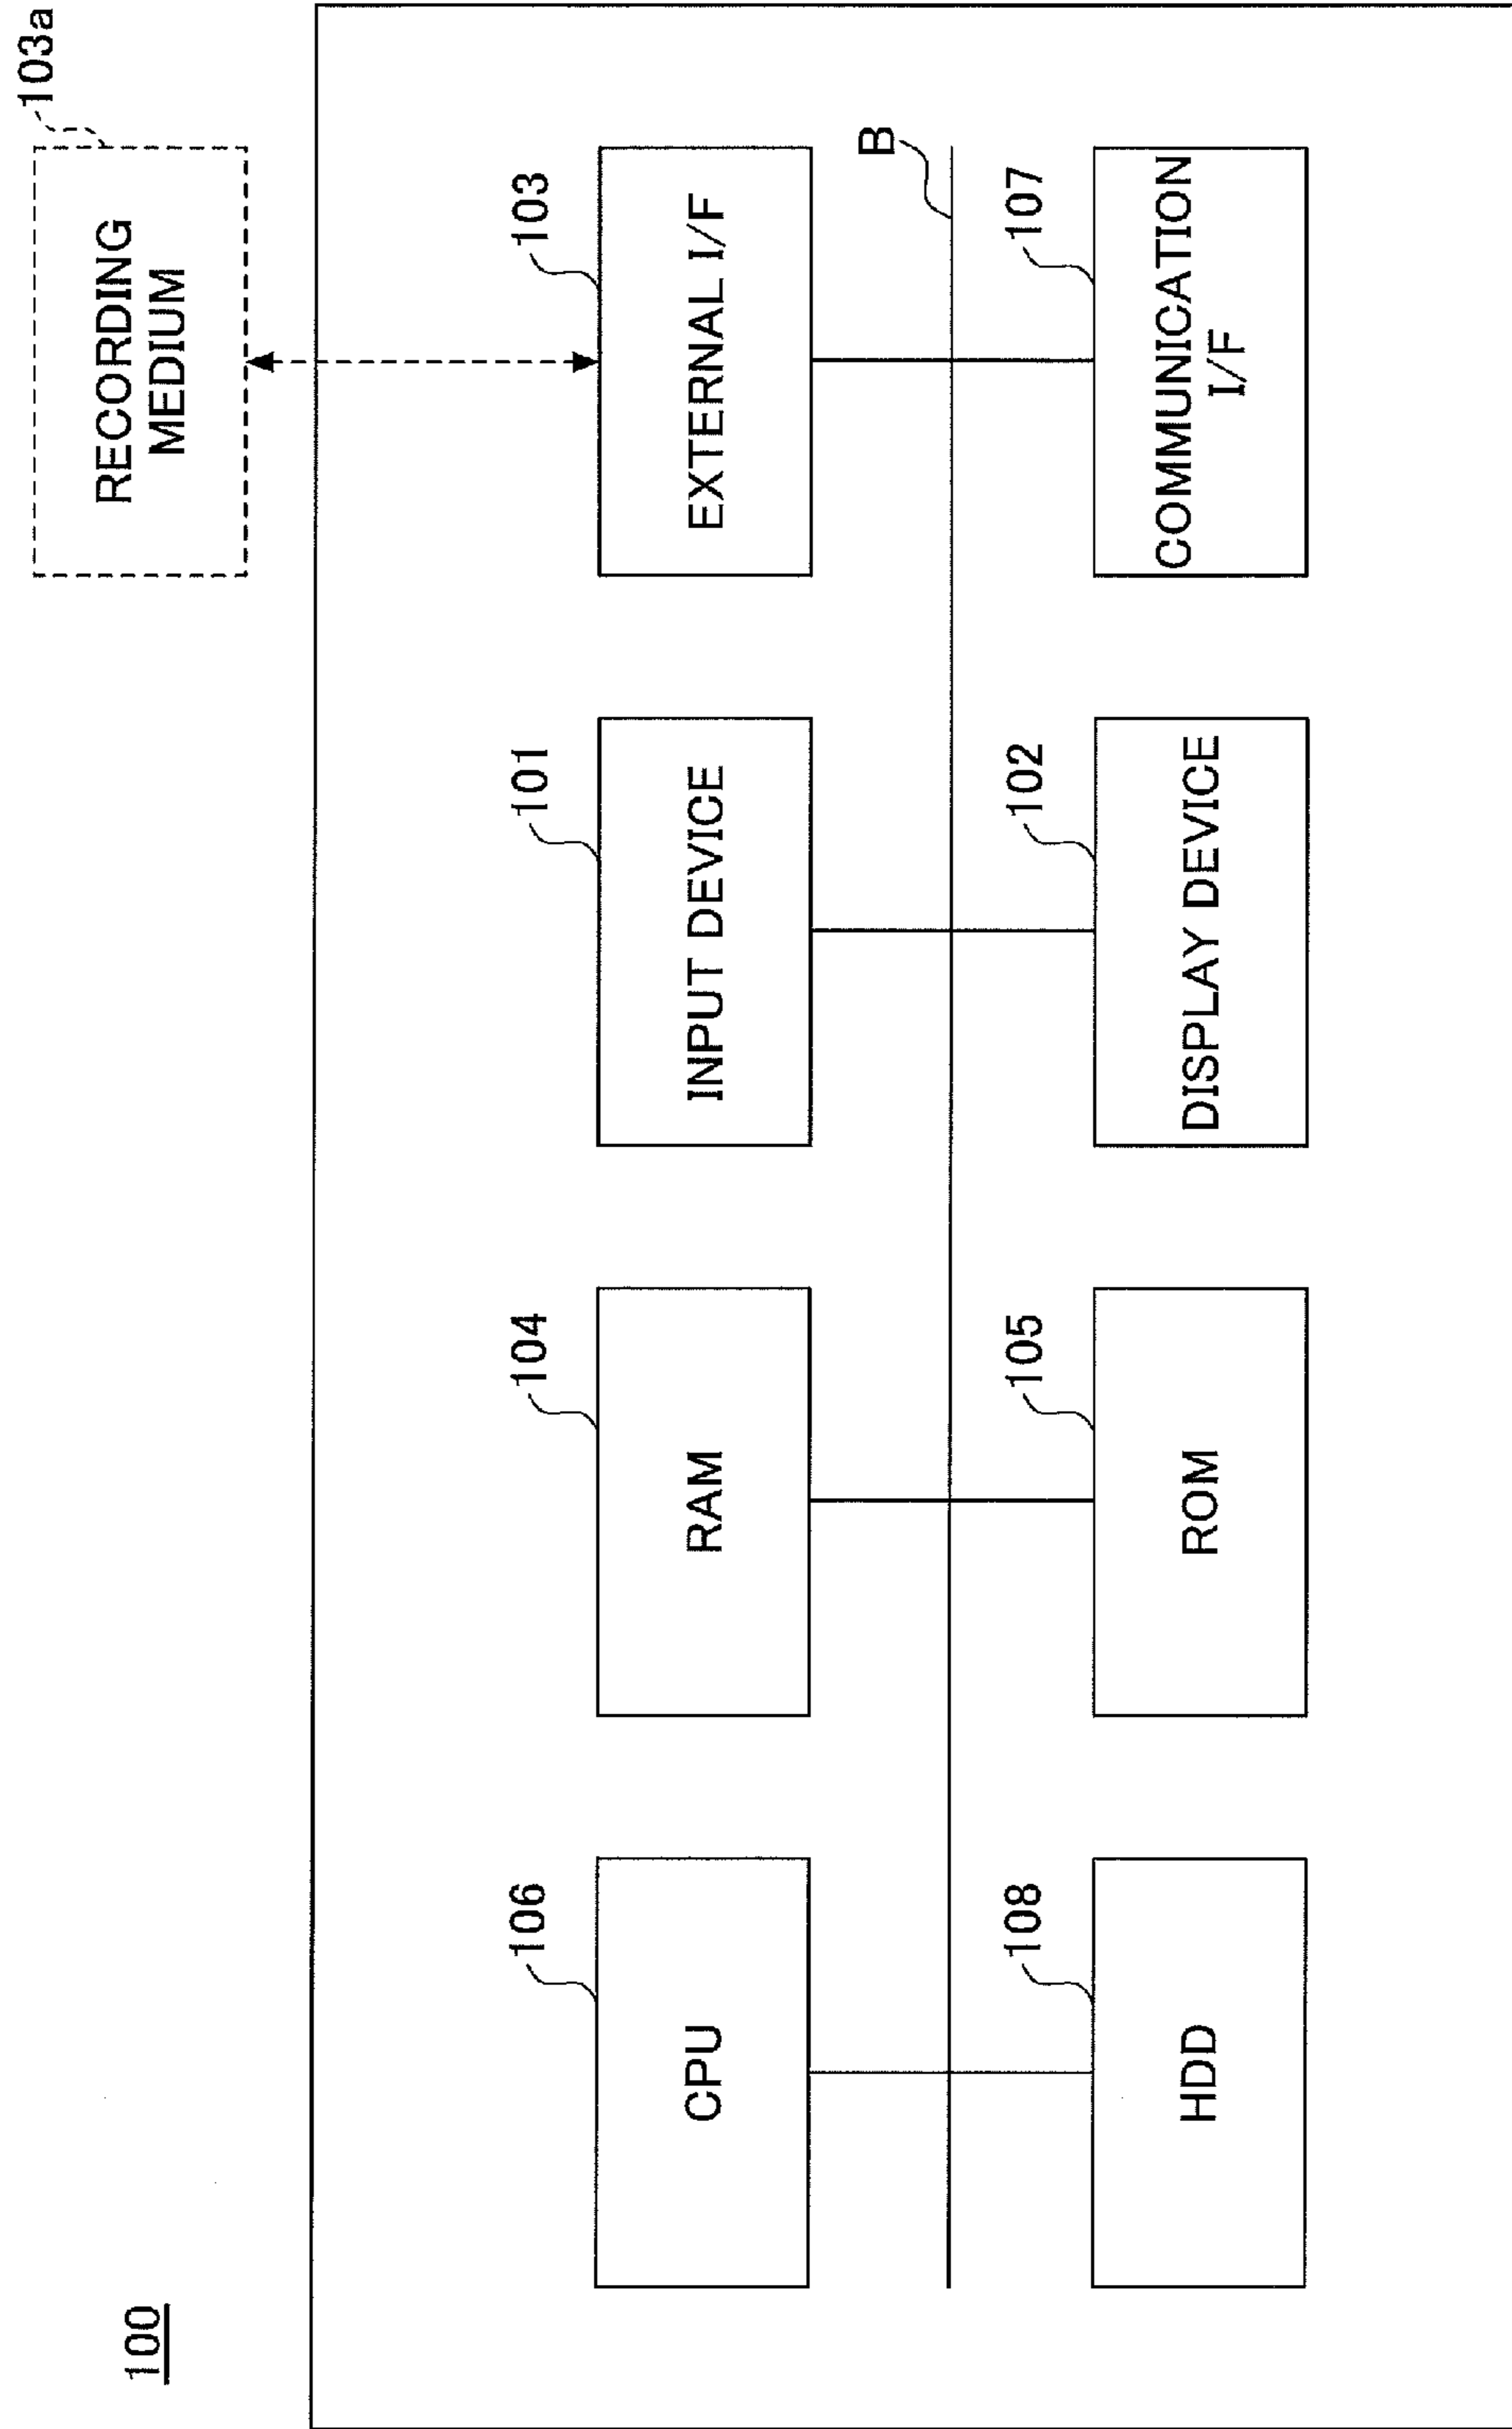 100
103a
RECORDING
MEDIUM
106
CPU
104
RAM
101
INPUT DEVICE
103
EXTERNAL I/F
B
108
HDD
105
ROM
102
DISPLAY DEVICE
107
COMMUNICATION
I/F